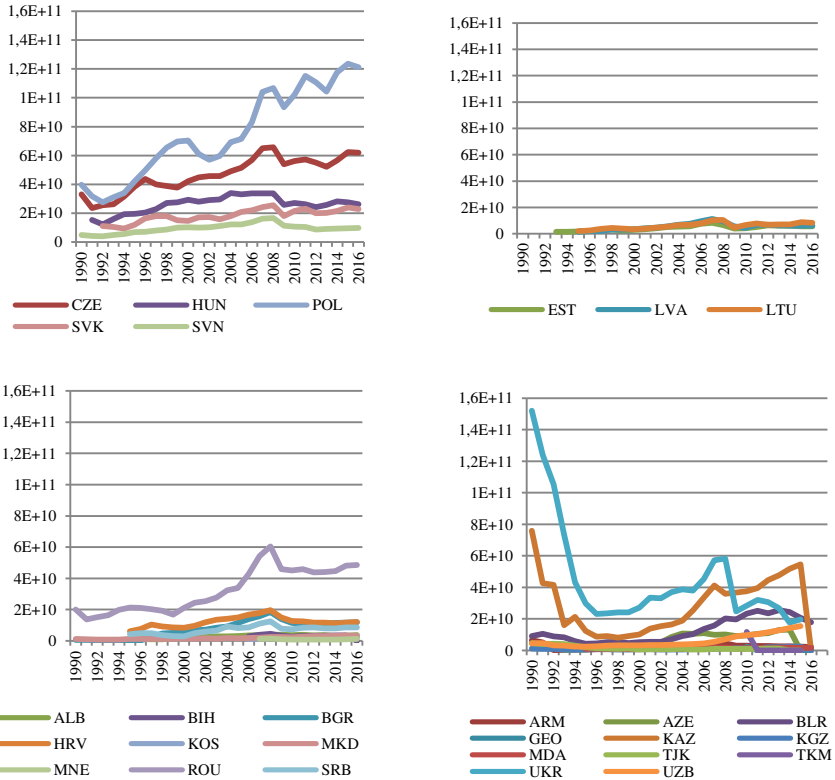 1,6E+11
1,4E+11
1,2E+11
1E+11
8E+10
6E+10
4E+10
2E+10
0
1990 1992 1994 1996 1998 2000 2002 2004 2006 2008 2010 2012 2014 2016
CZE HUN POL
SVK SVN
1,6E+11
1,4E+11
1,2E+11
1E+11
8E+10
6E+10
4E+10
2E+10
0
1990 1992 1994 1996 1998 2000 2002 2004 2006 2008 2010 2012 2014 2016
EST LVA LTU
1,6E+11
1,4E+11
1,2E+11
1E+11
8E+10
6E+10
4E+10
2E+10
0
1990 1992 1994 1996 1998 2000 2002 2004 2006 2008 2010 2012 2014 2016
ALB BIH BGR
HRV KOS MKD
MNE ROU SRB
1,6E+11
1,4E+11
1,2E+11
1E+11
8E+10
6E+10
4E+10
2E+10
0
1990 1992 1994 1996 1998 2000 2002 2004 2006 2008 2010 2012 2014 2016
ARM AZE BLR
GEO KAZ KGZ
MDA TJK TKM
UKR UZB